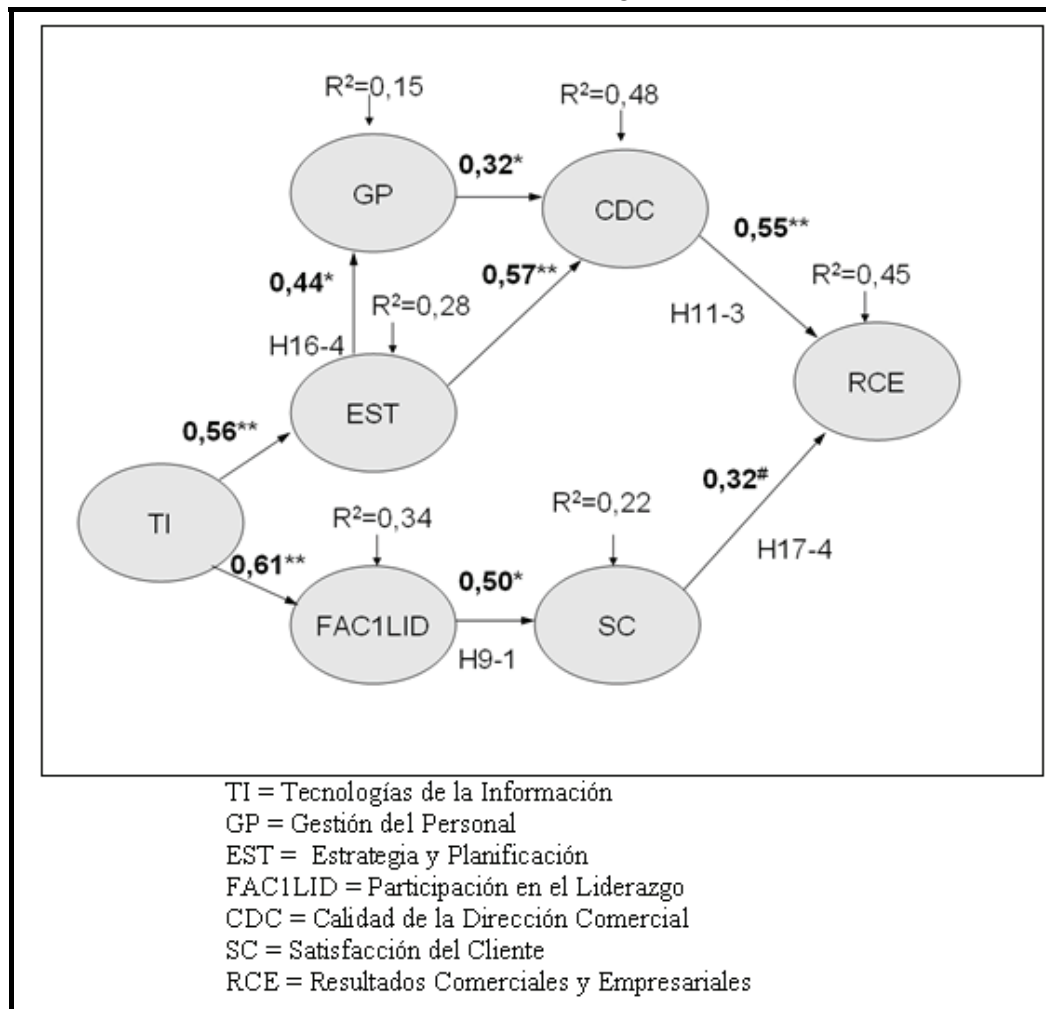 R²=0,15
R²=0,48
GP
0,32*
CDC
0,55**
0,44*
0,57**
R²=0,45
R²=0,28
H11-3
H16-4
RCE
EST
0,56**
0,32#
TI
R²=0,34
R²=0,22
H17-4
0,61**
0,50*
FAC1LID
SC
H9-1
TI = Tecnologías de la Información
GP = Gestión del Personal
EST = Estrategia y Planificación
FAC1LID = Participación en el Liderazgo
CDC = Calidad de la Dirección Comercial
SC = Satisfacción del Cliente
RCE = Resultados Comerciales y Empresariales